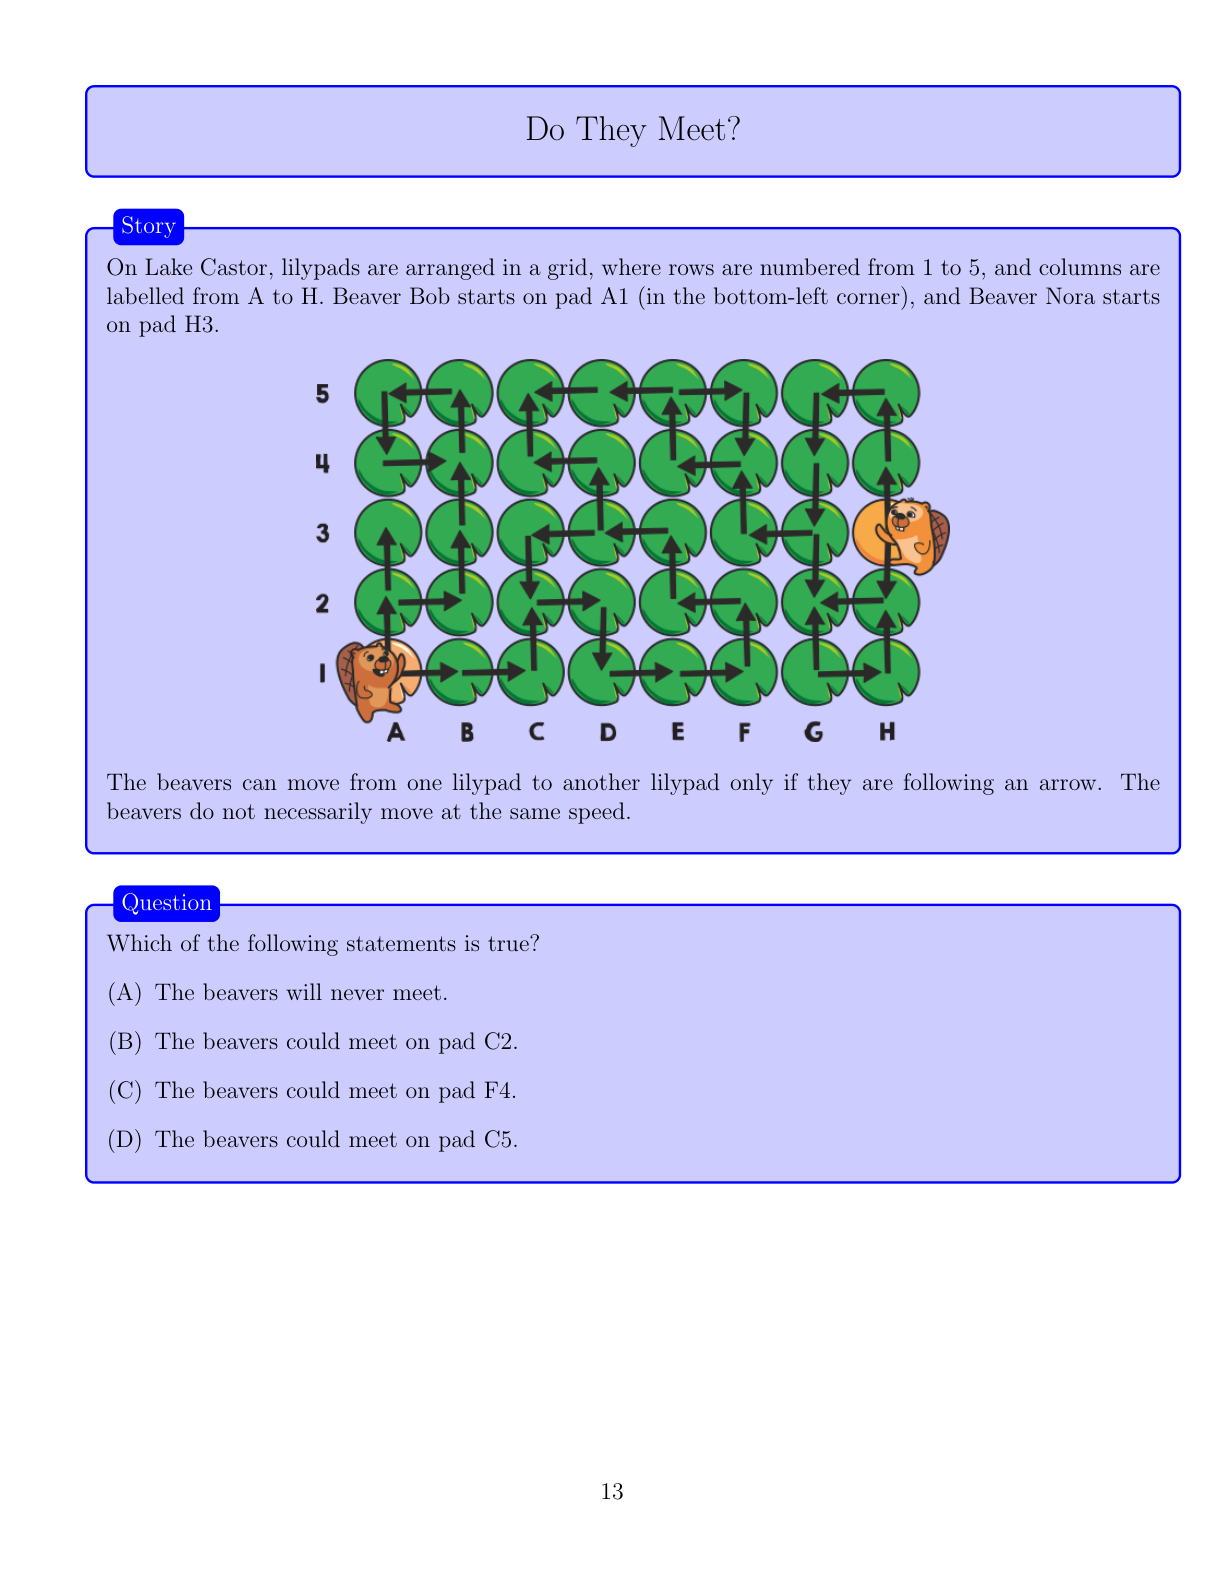 Do They Meet?
Story
On Lake Castor, lilypads are arranged in a grid, where rows are numbered from 1 to 5, and columns are
labelled from A to H. Beaver Bob starts on pad A1 (in the bottom-left corner), and Beaver Nora starts
on pad H3.
5
4
3
2
1
A B C D E F G H
The beavers can move from one lilypad to another lilypad only if they are following an arrow. The
beavers do not necessarily move at the same speed.
Question
Which of the following statements is true?
(A) The beavers will never meet.
(B) The beavers could meet on pad C2.
(C) The beavers could meet on pad F4.
(D) The beavers could meet on pad C5.
13